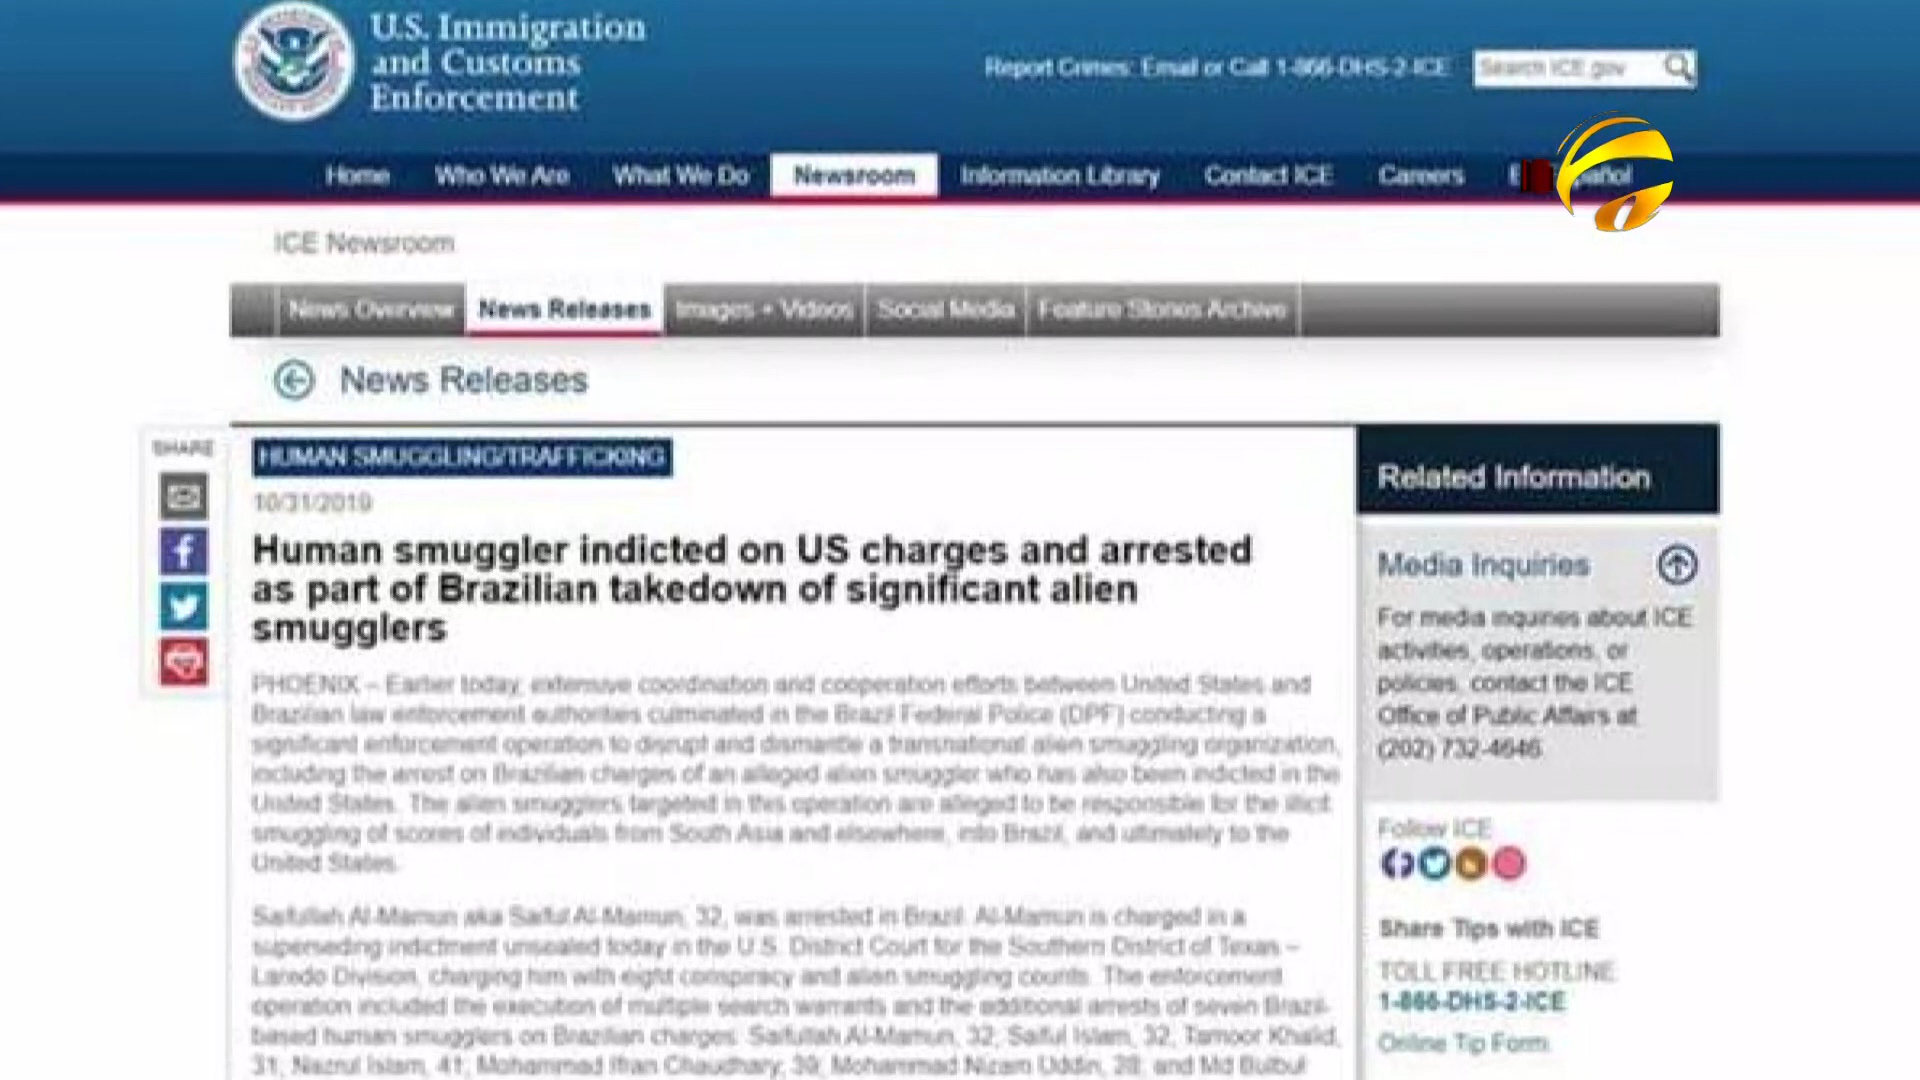 U.S. Immigration
and Customs
Enforcement
Report Crimes: Email or Call 1-866-DHS-2-ICE
Search ICE.gov
Home Who We Are What We Do Newsroom Information Library Contact ICE Careers
ICE Newsroom
News Overview News Releases Images + Videos Social Media Feature Stories Archive
News Releases
SHARE
HUMAN SMUGGLING/TRAFFICKING
10/31/2019
Human smuggler indicted on US charges and arrested
as part of Brazilian takedown of significant alien
smugglers
PHOENIX – Earlier today, extensive coordination and cooperation efforts between United States and
Brazilian law enforcement authorities culminated in the Brazil Federal Police (DPF) conducting a
significant enforcement operation to disrupt and dismantle a transnational alien smuggling organization,
including the arrest on Brazilian charges of an alleged alien smuggler who has also been indicted in the
United States. The alien smugglers targeted in this operation are alleged to be responsible for the illicit
smuggling of scores of individuals from South Asia and elsewhere, into Brazil, and ultimately to the
United States.
Saifullah Al-Mamun aka Saiful Al-Mamun, 32, was arrested in Brazil. Al-Mamun is charged in a
superseding indictment unsealed today in the U.S. District Court for the Southern District of Texas –
Laredo Division, charging him with eight conspiracy and alien smuggling counts. The enforcement
operation included the execution of multiple search warrants and the additional arrests of seven Brazil-
based human smugglers on Brazilian charges: Saifullah Al-Mamun, 32; Saiful Islam, 32; Tamoor Khalid,
31; Nazrul Islam, 41; Mohammad Ifran Chaudhary, 39; Mohammad Nizam Uddin, 28; and Md Bulbul
Related Information
Media Inquiries
For media inquiries about ICE
activities, operations, or
policies, contact the ICE
Office of Public Affairs at
(202) 732-4646
Follow ICE
Share Tips with ICE
TOLL FREE HOTLINE
1-866-DHS-2-ICE
Online Tip Form